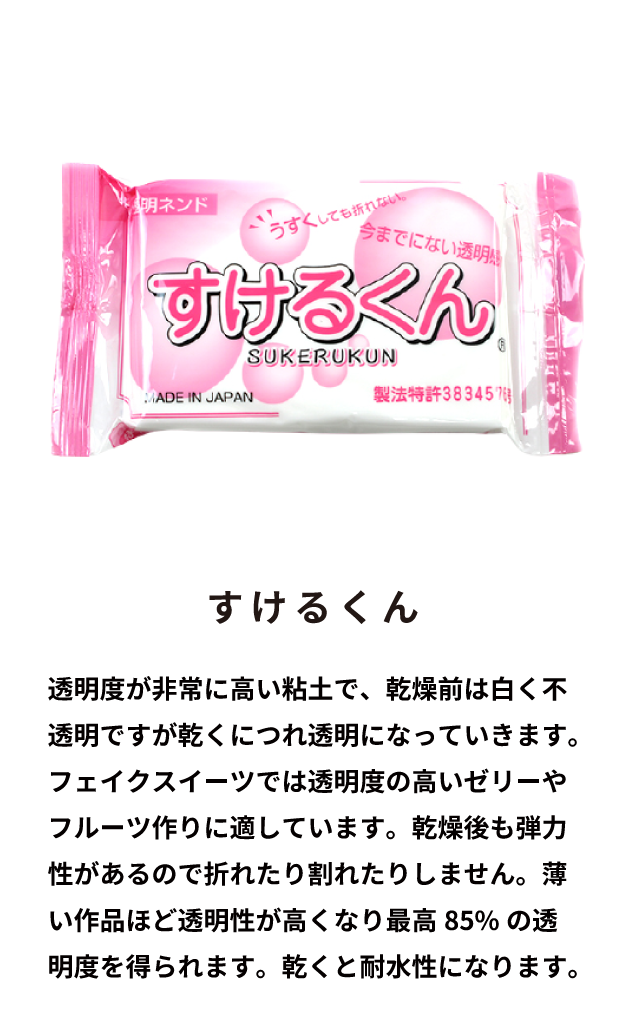 明ネンド
うすくしても折れない。
今までにない透明
すけるくん
SUKERUKUN
®
MADE IN JAPAN
製法特許38345
すけるくん
透明度が非常に高い粘土で、乾燥前は白く不
透明ですが乾くにつれ透明になっていきます。
フェイクスイーツでは透明度の高いゼリーや
フルーツ作りに適しています。乾燥後も弾力
性があるので折れたり割れたりしません。薄
い作品ほど透明性が高くなり最高 85% の透
明度を得られます。乾くと耐水性になります。